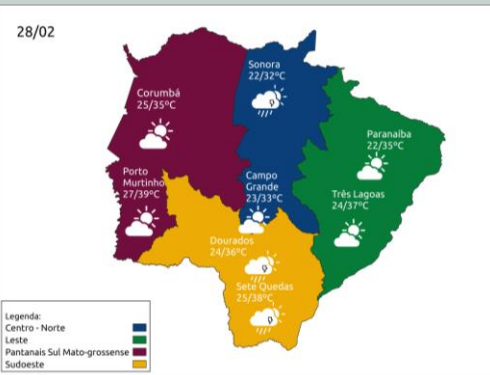 28/02
Sonora
22/32°C
Corumbá
25/35°C
Paranaíba
22/35°C
Porto
Murtinho
27/39°C
Campo
Grande
23/33°C
Três Lagoas
24/37°C
Dourados
24/36°C
Sete Quedas
25/38°C
Legenda:
Centro - Norte
Leste
Pantanais Sul Mato-grossense
Sudoeste